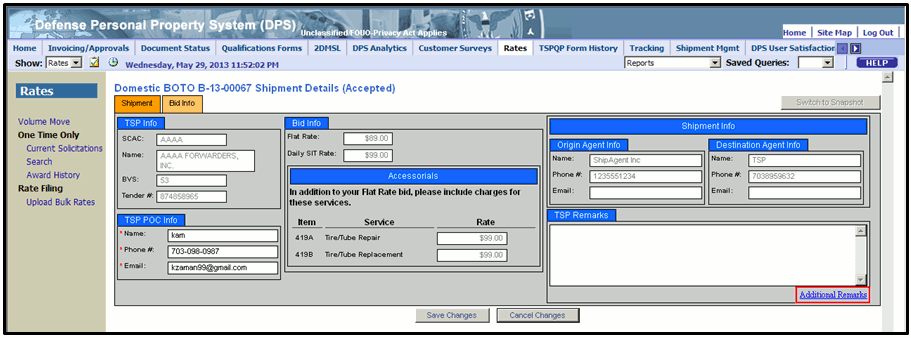 Defense Personal Property System (DPS)
Unclassified/FOUO-Privacy Act Applies
Home Site Map Log Out
Home Invoicing/Approvals Document Status Qualifications Forms 2DMSL DPS Analytics Customer Surveys Rates TSPQP Form History Tracking Shipment Mgmt DPS User Satisfaction
Show: Rates Wednesday, May 29, 2013 11:52:02 PM Reports Saved Queries: HELP
Rates
Volume Move
One Time Only
Current Solicitations
Search
Award History
Rate Filing
Upload Bulk Rates
Domestic BOTO B-13-00067 Shipment Details (Accepted)
Shipment Bid Info
Switch to Snapshot
TSP Info
SCAC: AAAA
Name: AAAA FORWARDERS,
INC.
BVS: 53
Tender #: 874858965
TSP POC Info
* Name: kam
* Phone #: 703-098-0987
* Email: kzaman99@gmail.com
Bid Info
Flat Rate: $89.00
Daily SIT Rate: $99.00
Accessorials
In addition to your Flat Rate bid, please include charges for
these services.
Item Service Rate
419A Tire/Tube Repair $99.00
419B Tire/Tube Replacement $99.00
Shipment Info
Origin Agent Info
Name: ShipAgent Inc
Phone #: 1235551234
Email:
Destination Agent Info
Name: TSP
Phone #: 7038959632
Email:
TSP Remarks
Additional Remarks
Save Changes Cancel Changes